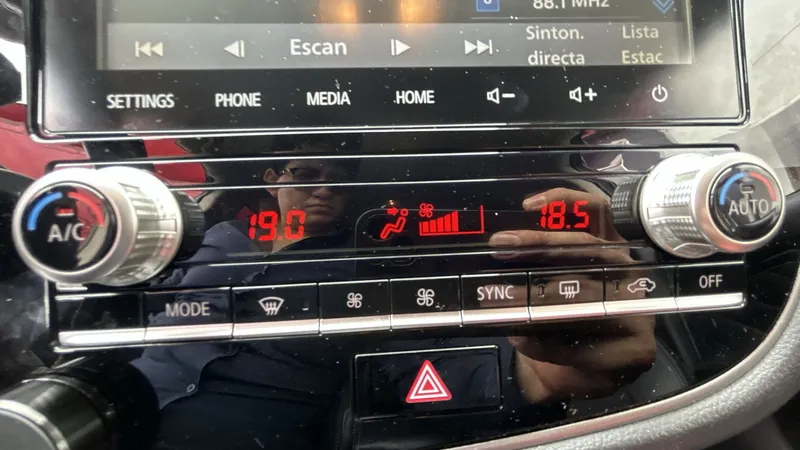 88.1 MHz
Escan
Sinton. directa
Lista Estac
SETTINGS PHONE MEDIA HOME
A/C 19.0 18.5 AUTO
MODE SYNC OFF